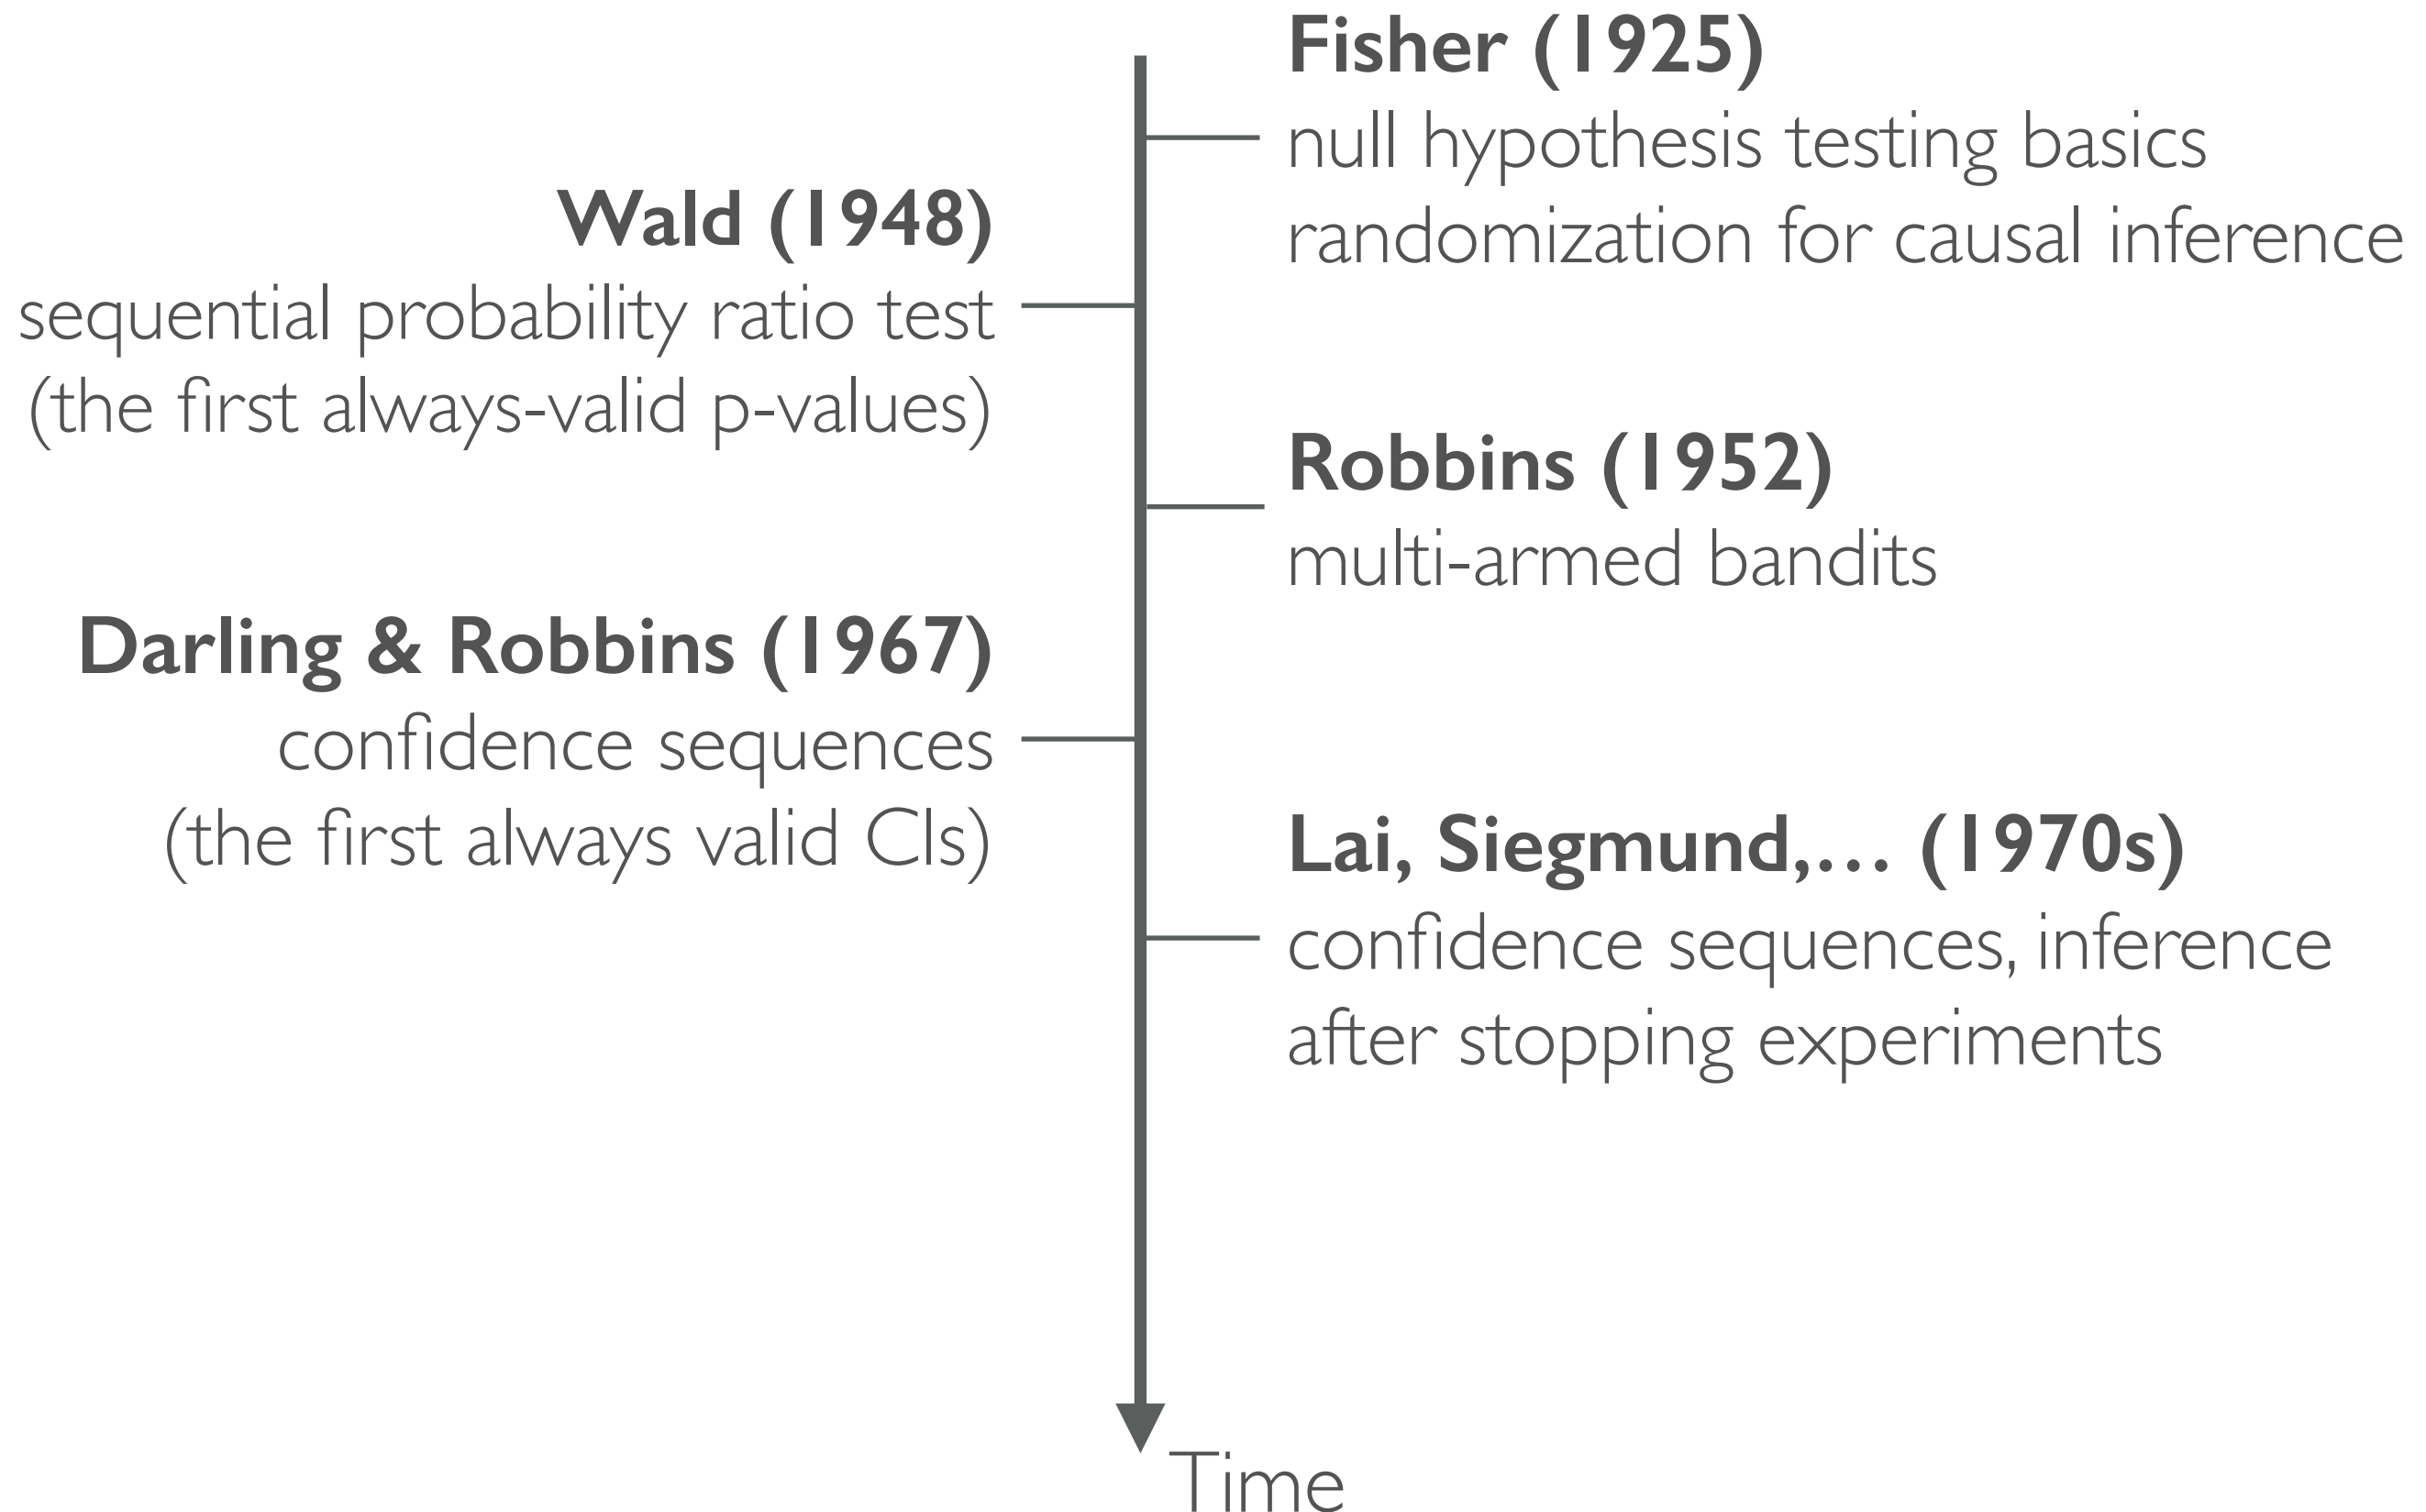 Fisher (1925)
null hypothesis testing basics
randomization for causal inference
Wald (1948)
sequential probability ratio test
(the first always-valid p-values)
Robbins (1952)
multi-armed bandits
Darling & Robbins (1967)
confidence sequences
(the first always valid CIs)
Lai, Siegmund,… (1970s)
confidence sequences, inference
after stopping experiments
Time